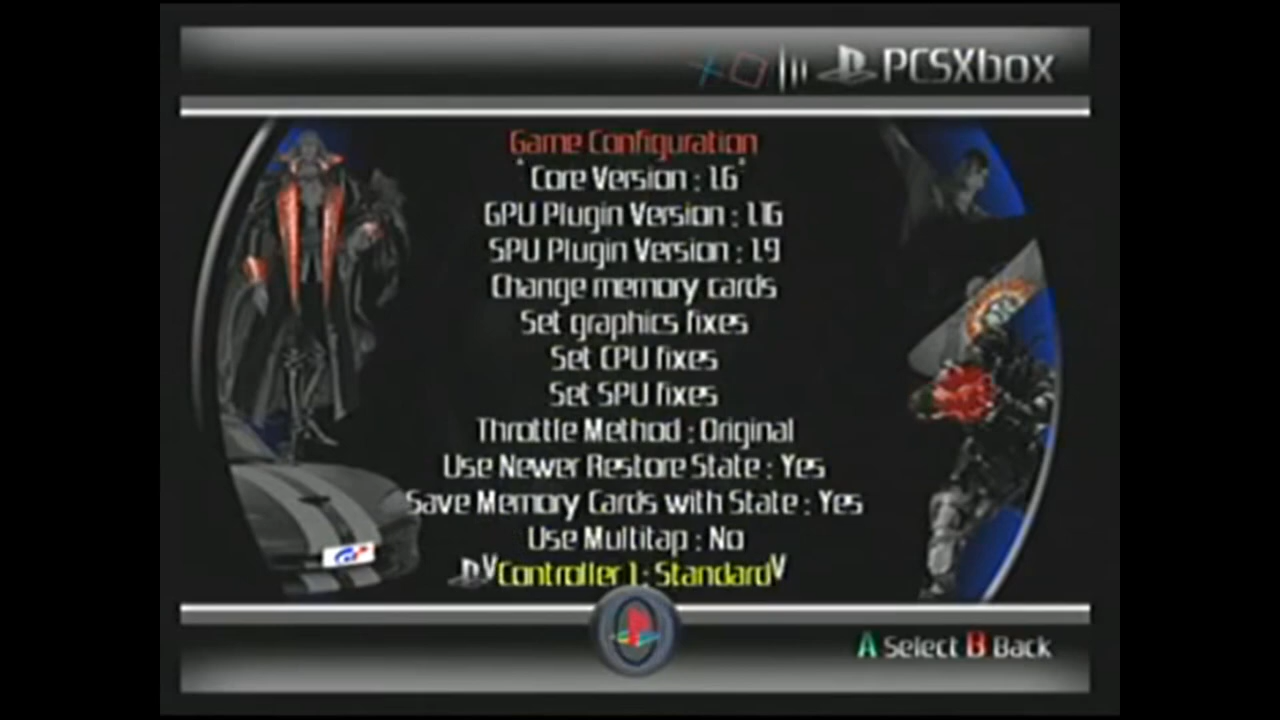 PCSXbox
Game Configuration
Core Version : 1.6
GPU Plugin Version : 1.16
SPU Plugin Version : 1.9
Change memory cards
Set graphics fixes
Set CPU fixes
Set SPU fixes
Throttle Method : Original
Use Newer Restore State : Yes
Save Memory Cards with State : Yes
Use Multitap : No
Controller 1 : Standard
A Select B Back